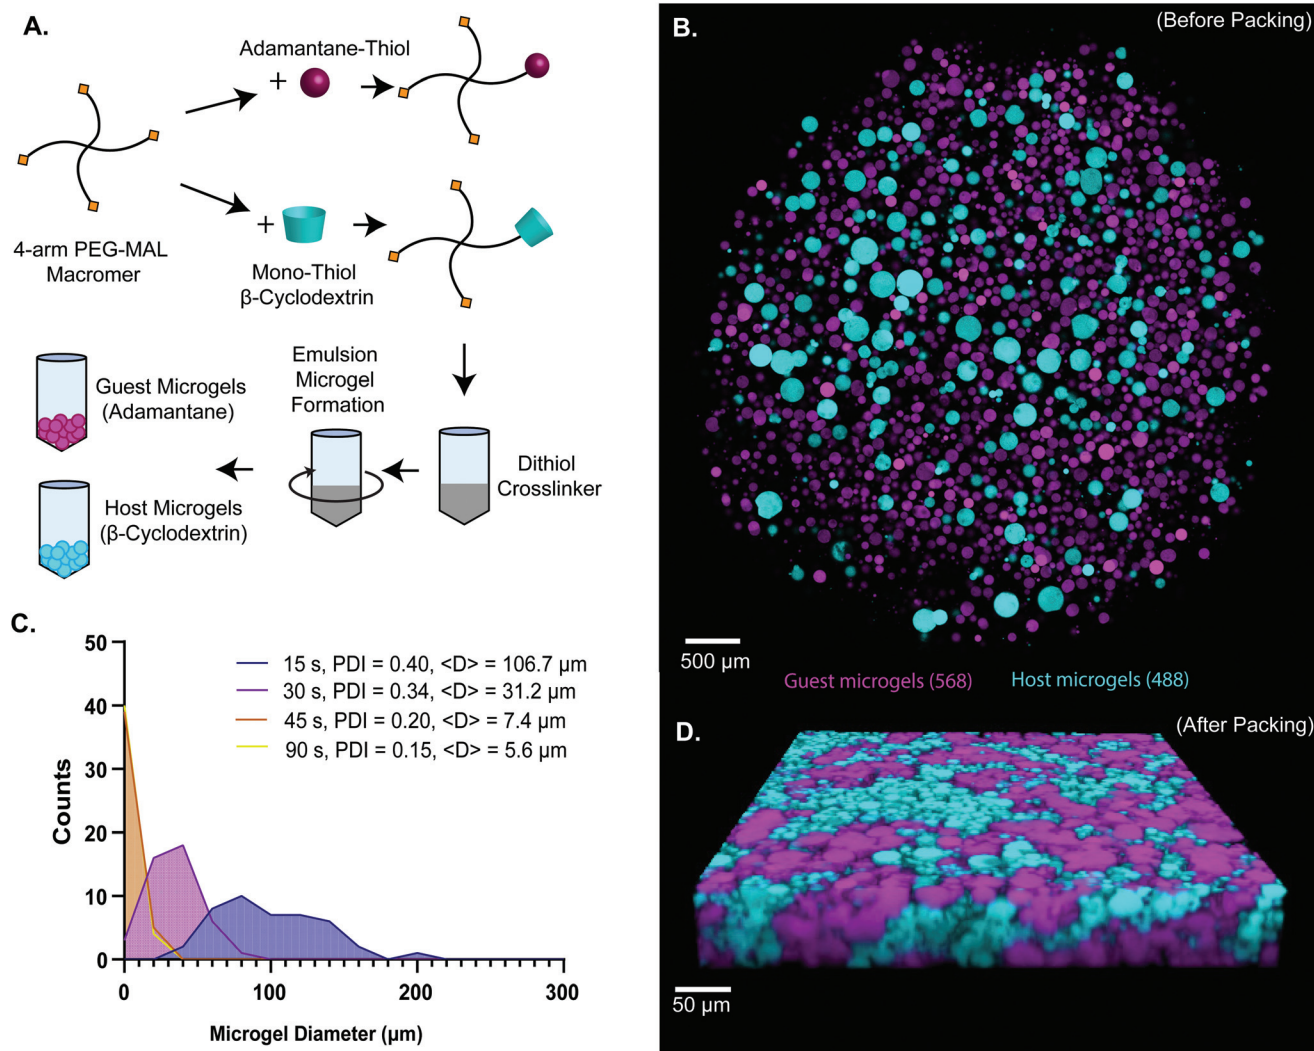 A.
Adamantane-Thiol
+
4-arm PEG-MAL
Macromer
+
Mono-Thiol
β-Cyclodextrin
Emulsion
Microgel
Formation
Dithiol
Crosslinker
Guest Microgels
(Adamantane)
Host Microgels
(β-Cyclodextrin)
B.
(Before Packing)
500 µm
Guest microgels (568)
Host microgels (488)
C.
50
40
30
20
10
0
Counts
15 s, PDI = 0.40, <D> = 106.7 µm
30 s, PDI = 0.34, <D> = 31.2 µm
45 s, PDI = 0.20, <D> = 7.4 µm
90 s, PDI = 0.15, <D> = 5.6 µm
0
100
200
300
Microgel Diameter (µm)
D.
(After Packing)
50 µm